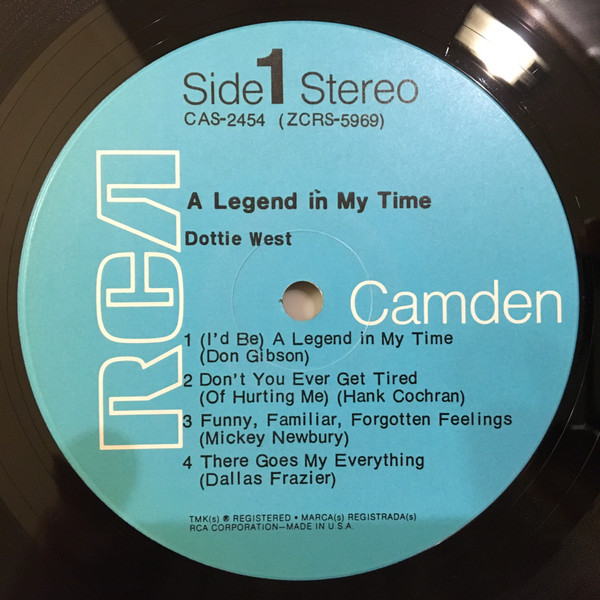 Side 1 Stereo
CAS-2454 (ZCRS-5969)
RCA
A Legend in My Time
Dottie West
Camden
1 (I'd Be) A Legend in My Time
(Don Gibson)
2 Don't You Ever Get Tired
(Of Hurting Me) (Hank Cochran)
3 Funny, Familiar, Forgotten Feelings
(Mickey Newbury)
4 There Goes My Everything
(Dallas Frazier)
TMK(s) ® REGISTERED • MARCA(s) REGISTRADA(s)
RCA CORPORATION—MADE IN U.S.A.